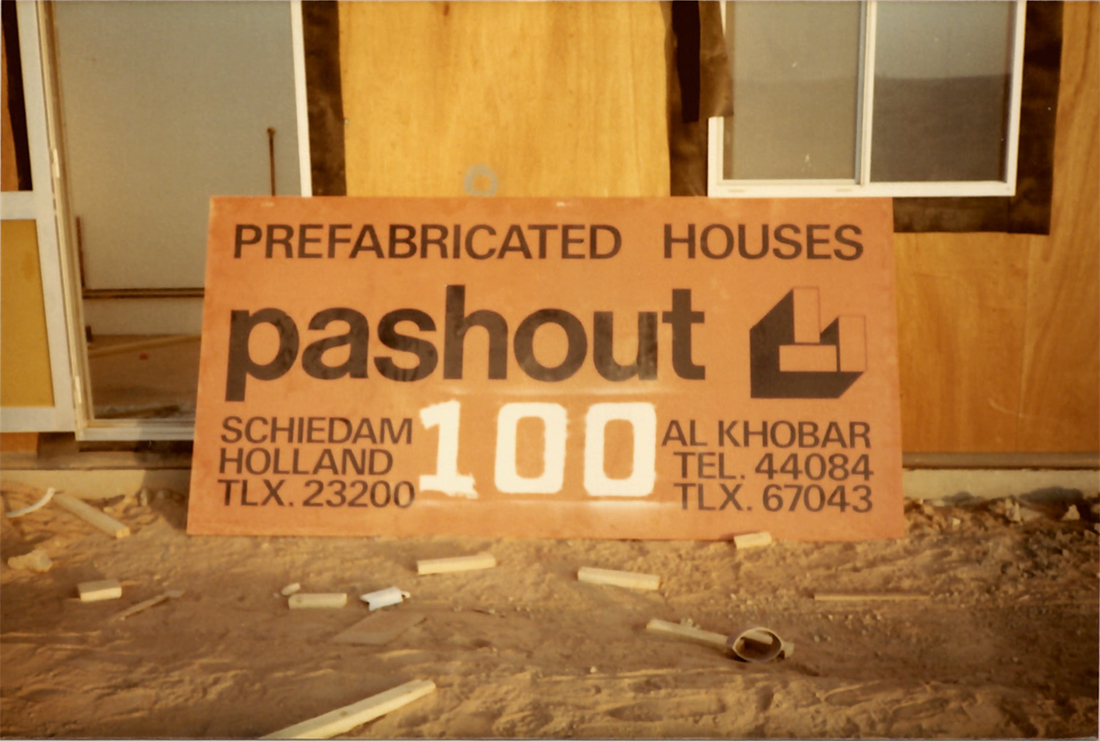 PREFABRICATED HOUSES
pashout
100
SCHIEDAM
HOLLAND
TLX. 23200
AL KHOBAR
TEL. 44084
TLX. 67043